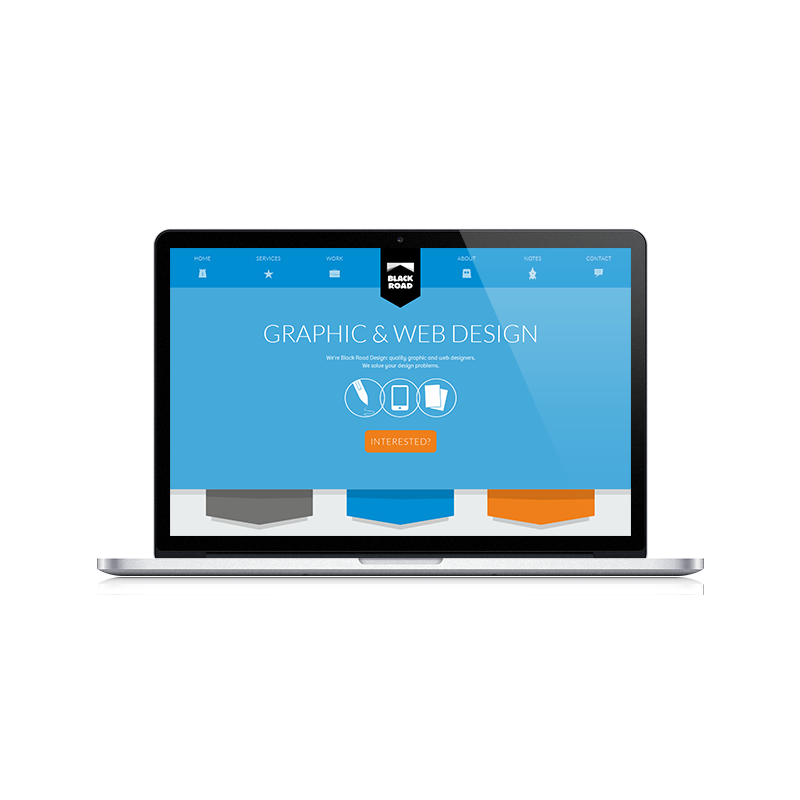 HOME
SERVICES
WORK
BLACK
ROAD
ABOUT
NOTES
CONTACT
GRAPHIC & WEB DESIGN
We're Black Road Design: quality graphic and web designers.
We solve your design problems.
INTERESTED?